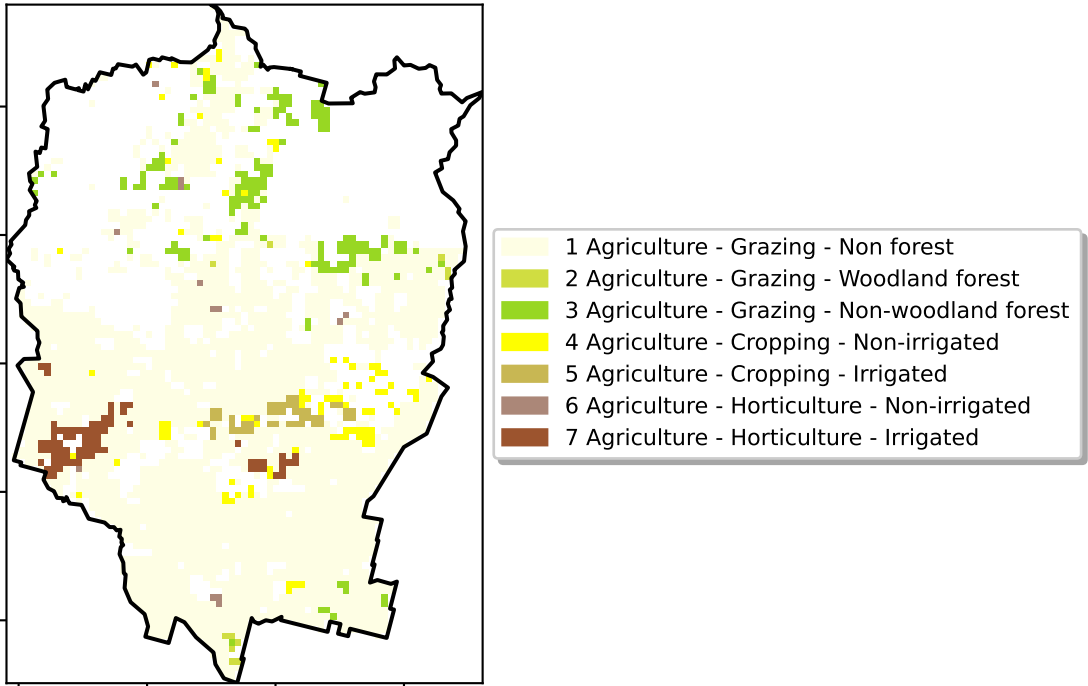 1 Agriculture - Grazing - Non forest
2 Agriculture - Grazing - Woodland forest
3 Agriculture - Grazing - Non-woodland forest
4 Agriculture - Cropping - Non-irrigated
5 Agriculture - Cropping - Irrigated
6 Agriculture - Horticulture - Non-irrigated
7 Agriculture - Horticulture - Irrigated